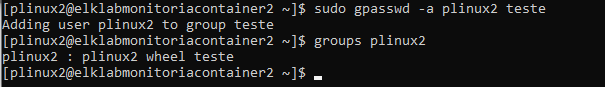 [plinux2@elklabmonitoriacontainer2 ~]$ sudo gpasswd -a plinux2 teste
Adding user plinux2 to group teste
[plinux2@elklabmonitoriacontainer2 ~]$ groups plinux2
plinux2 : plinux2 wheel teste
[plinux2@elklabmonitoriacontainer2 ~]$